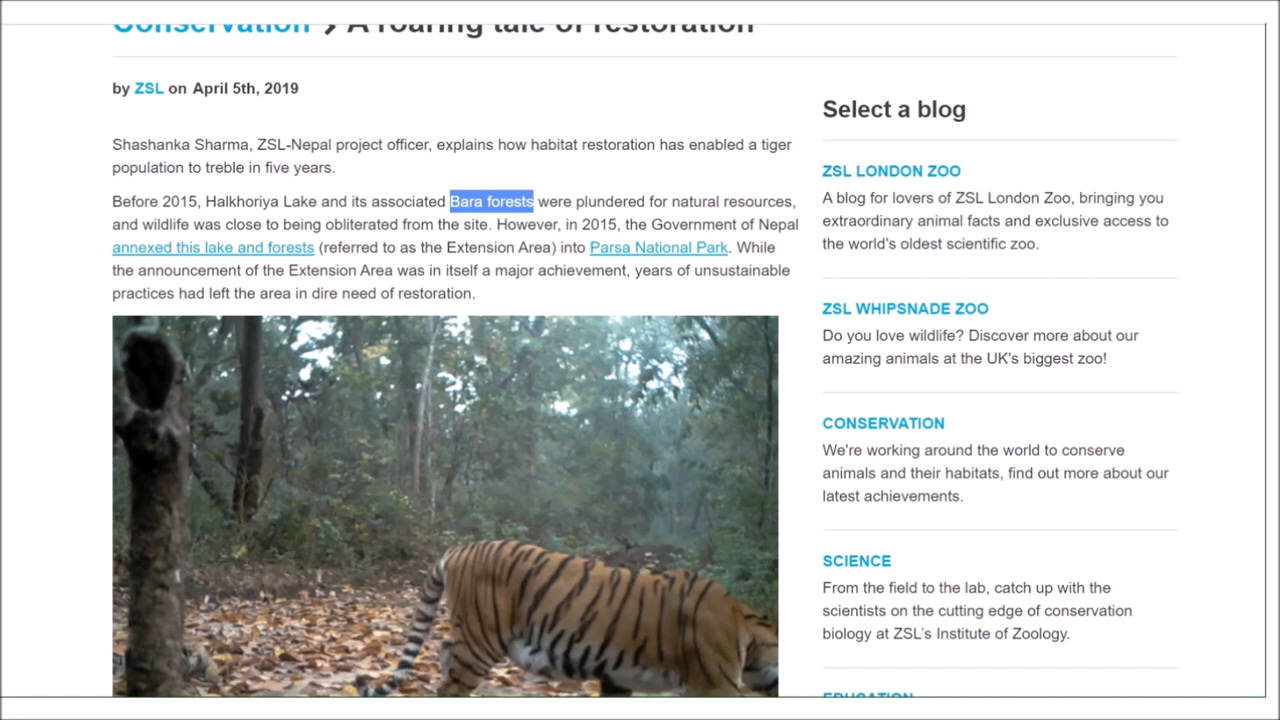 Conservation › A roaring tale of restoration
by ZSL on April 5th, 2019
Shashanka Sharma, ZSL-Nepal project officer, explains how habitat restoration has enabled a tiger
population to treble in five years.
Before 2015, Halkhoriya Lake and its associated Bara forests were plundered for natural resources,
and wildlife was close to being obliterated from the site. However, in 2015, the Government of Nepal
annexed this lake and forests (referred to as the Extension Area) into Parsa National Park. While
the announcement of the Extension Area was in itself a major achievement, years of unsustainable
practices had left the area in dire need of restoration.
Select a blog
ZSL LONDON ZOO
A blog for lovers of ZSL London Zoo, bringing you
extraordinary animal facts and exclusive access to
the world's oldest scientific zoo.
ZSL WHIPSNADE ZOO
Do you love wildlife? Discover more about our
amazing animals at the UK's biggest zoo!
CONSERVATION
We're working around the world to conserve
animals and their habitats, find out more about our
latest achievements.
SCIENCE
From the field to the lab, catch up with the
scientists on the cutting edge of conservation
biology at ZSL's Institute of Zoology.
EDUCATION